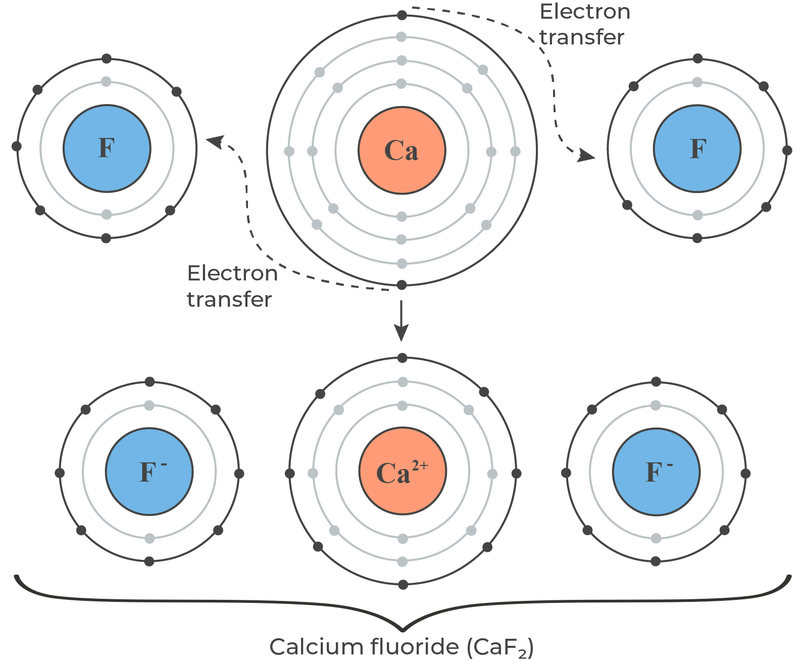 Electron
transfer
F
Ca
F
Electron
transfer
F⁻
Ca²⁺
F⁻
Calcium fluoride (CaF₂)